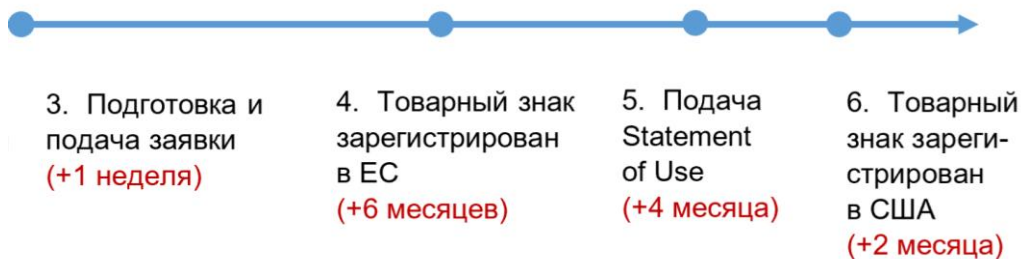 3. Подготовка и
подача заявки
(+1 неделя)
4. Товарный знак
зарегистрирован
в ЕС
(+6 месяцев)
5. Подача
Statement
of Use
(+4 месяца)
6. Товарный
знак зареги-
стрирован
в США
(+2 месяца)